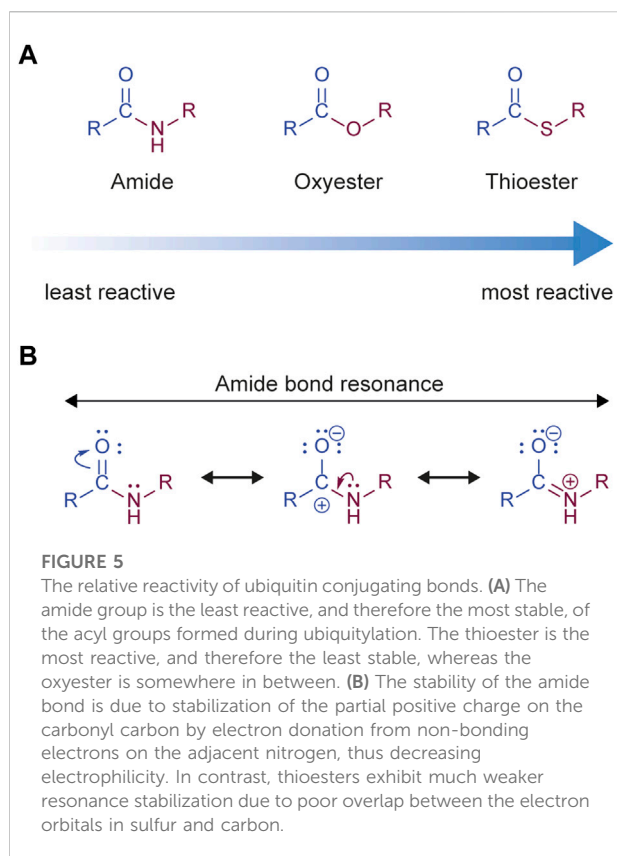 A
O
R C N R
H
O
R C O R
O
R C S R
Amide Oxyester Thioester
least reactive most reactive
B
Amide bond resonance
O
R C N R
H
O ⊖
R C N R
⊕ H
O ⊖
R C N ⊕ R
H
FIGURE 5
The relative reactivity of ubiquitin conjugating bonds. (A) The
amide group is the least reactive, and therefore the most stable, of
the acyl groups formed during ubiquitylation. The thioester is the
most reactive, and therefore the least stable, whereas the
oxyester is somewhere in between. (B) The stability of the amide
bond is due to stabilization of the partial positive charge on the
carbonyl carbon by electron donation from non-bonding
electrons on the adjacent nitrogen, thus decreasing
electrophilicity. In contrast, thioesters exhibit much weaker
resonance stabilization due to poor overlap between the electron
orbitals in sulfur and carbon.